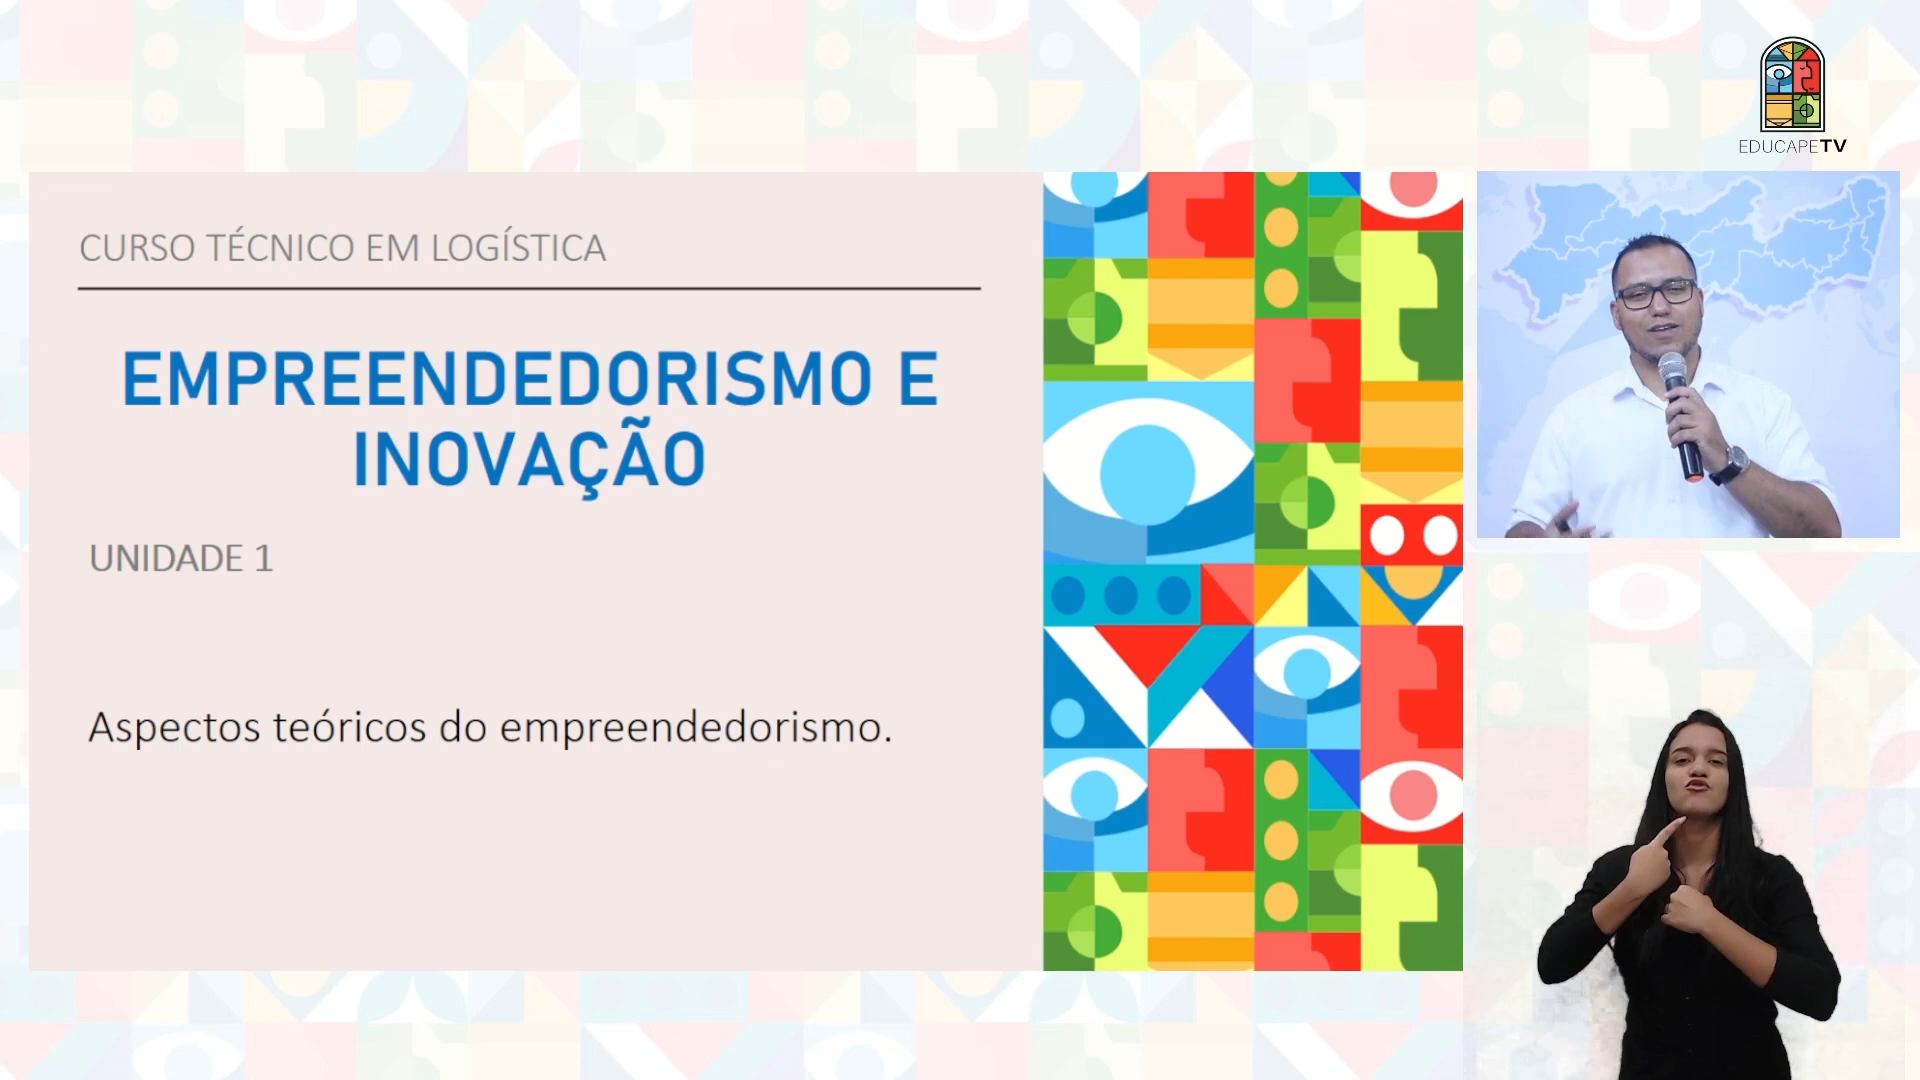 EDUCAPETV
CURSO TÉCNICO EM LOGÍSTICA
EMPREENDEDORISMO E
INOVAÇÃO
UNIDADE 1
Aspectos teóricos do empreendedorismo.